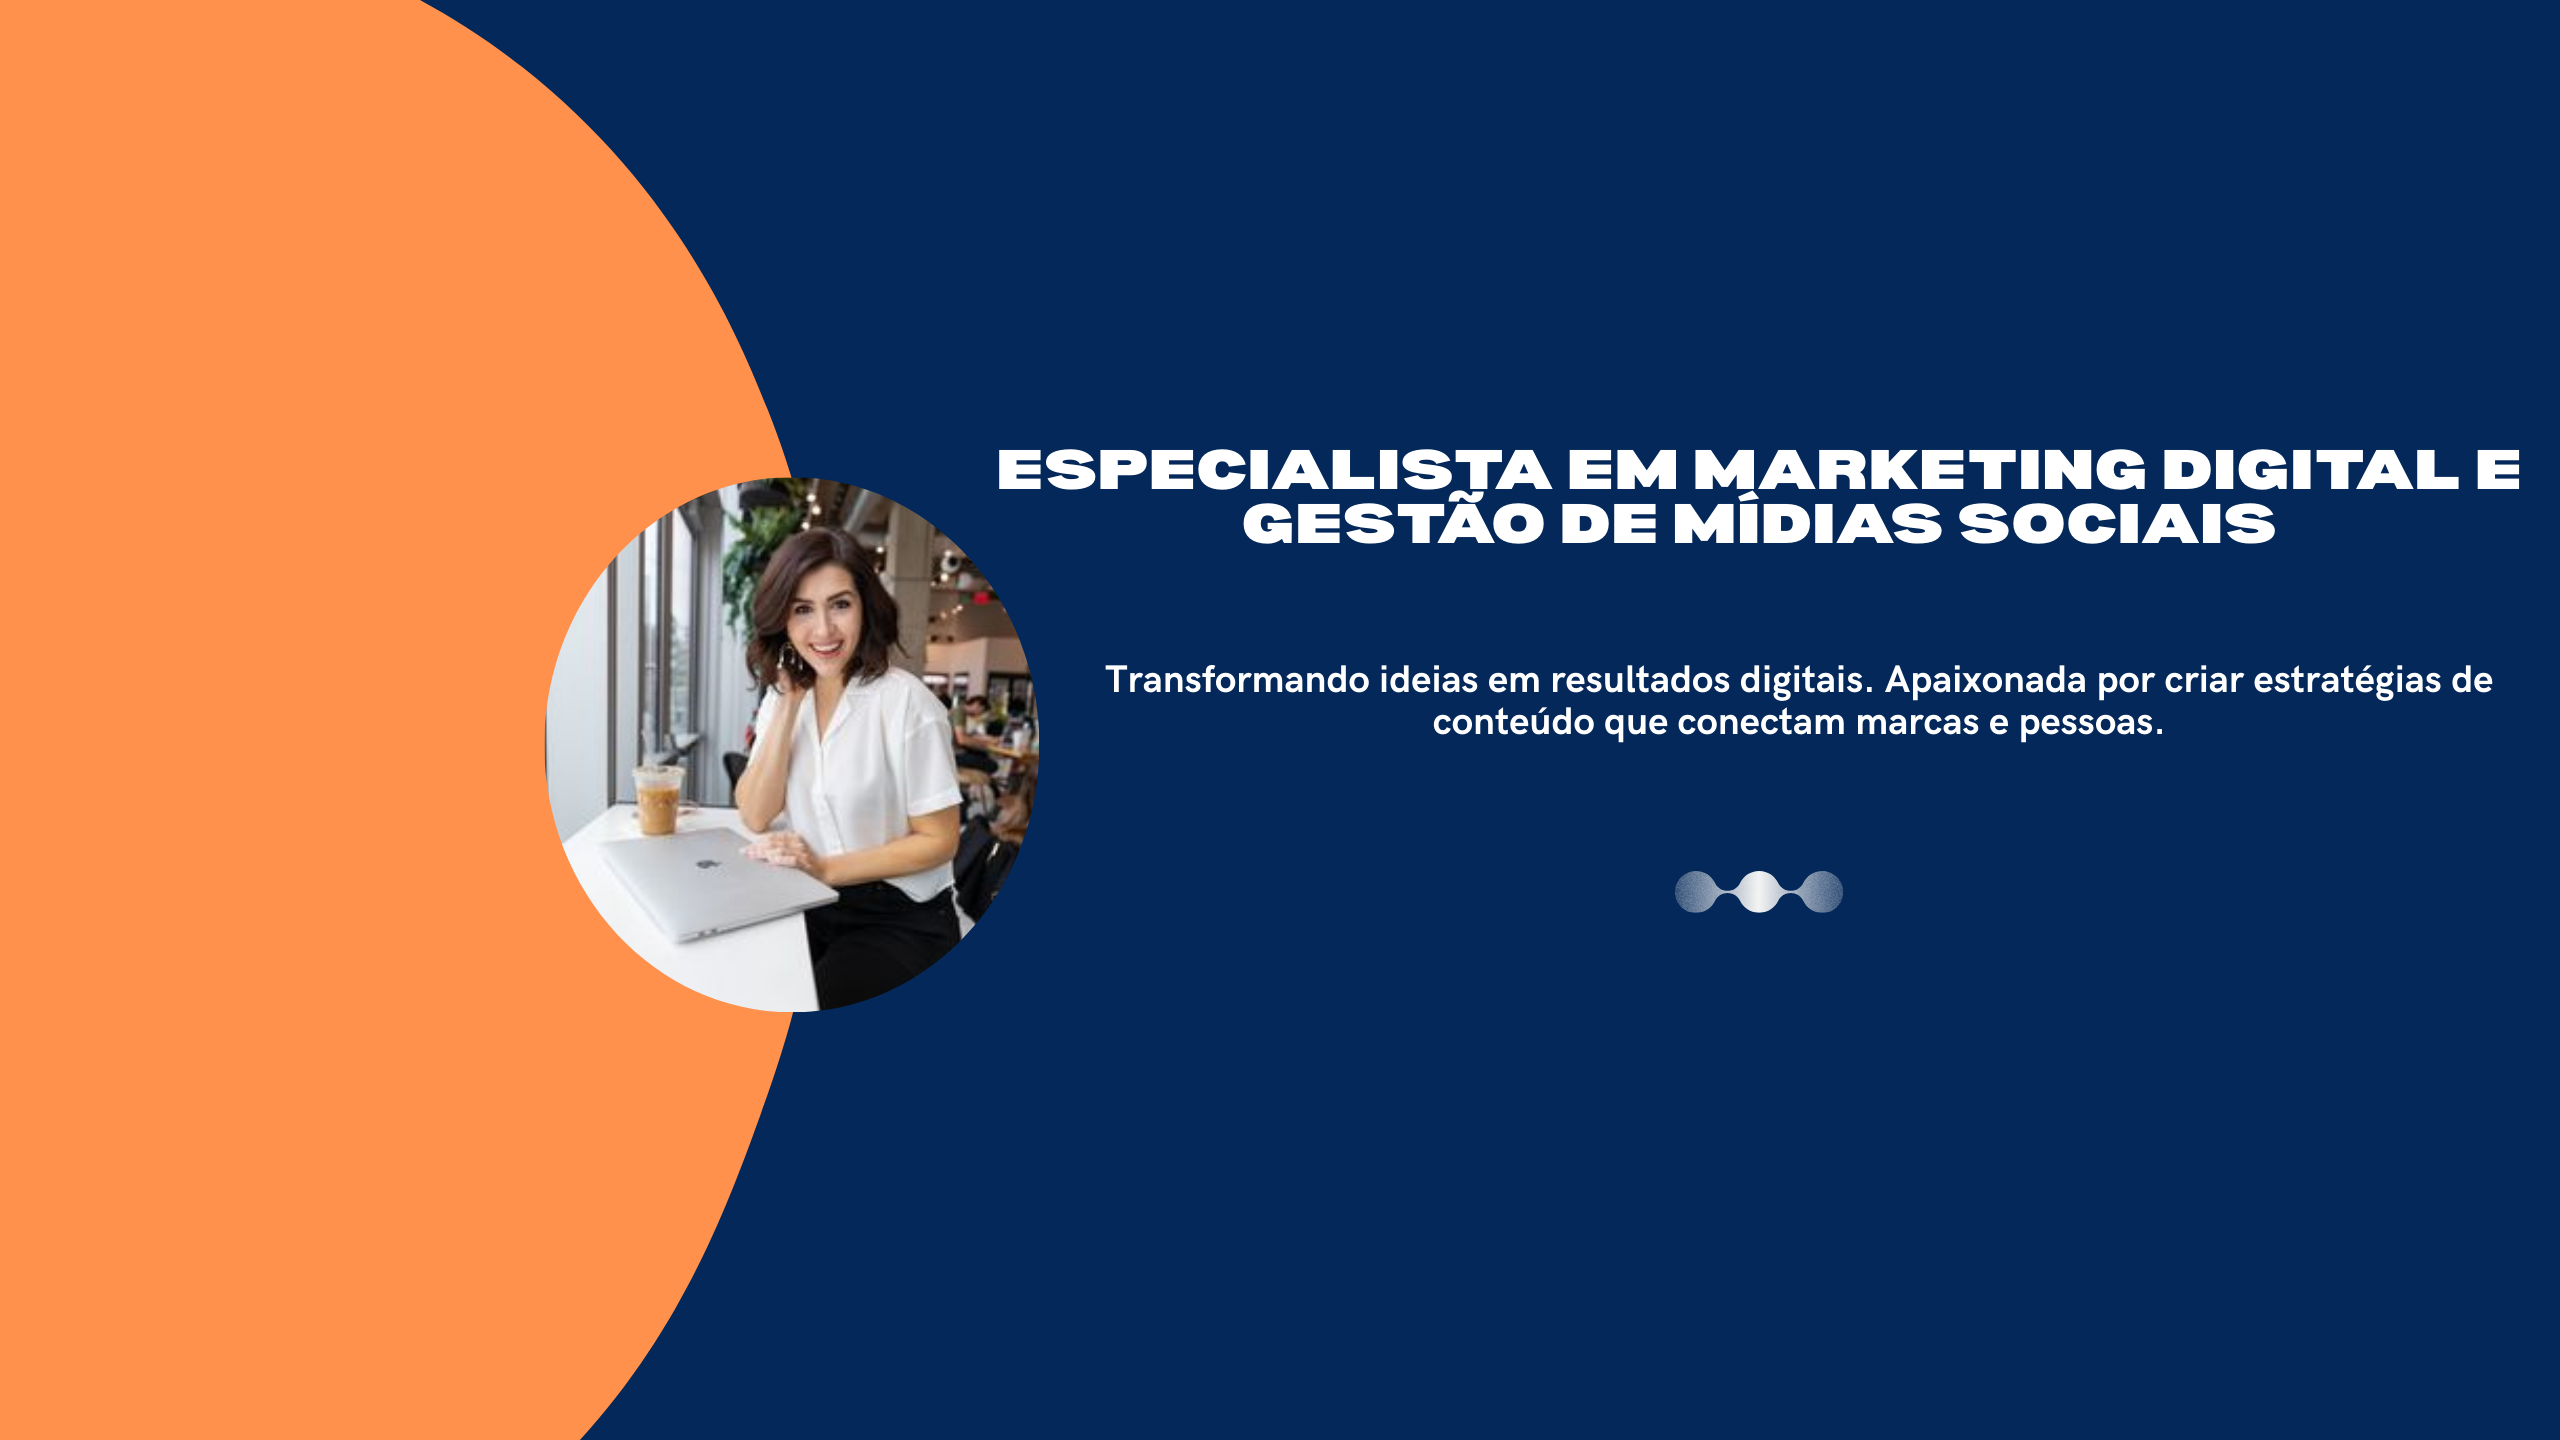 ESPECIALISTA EM MARKETING DIGITAL E
GESTÃO DE MÍDIAS SOCIAIS
Transformando ideias em resultados digitais. Apaixonada por criar estratégias de
conteúdo que conectam marcas e pessoas.